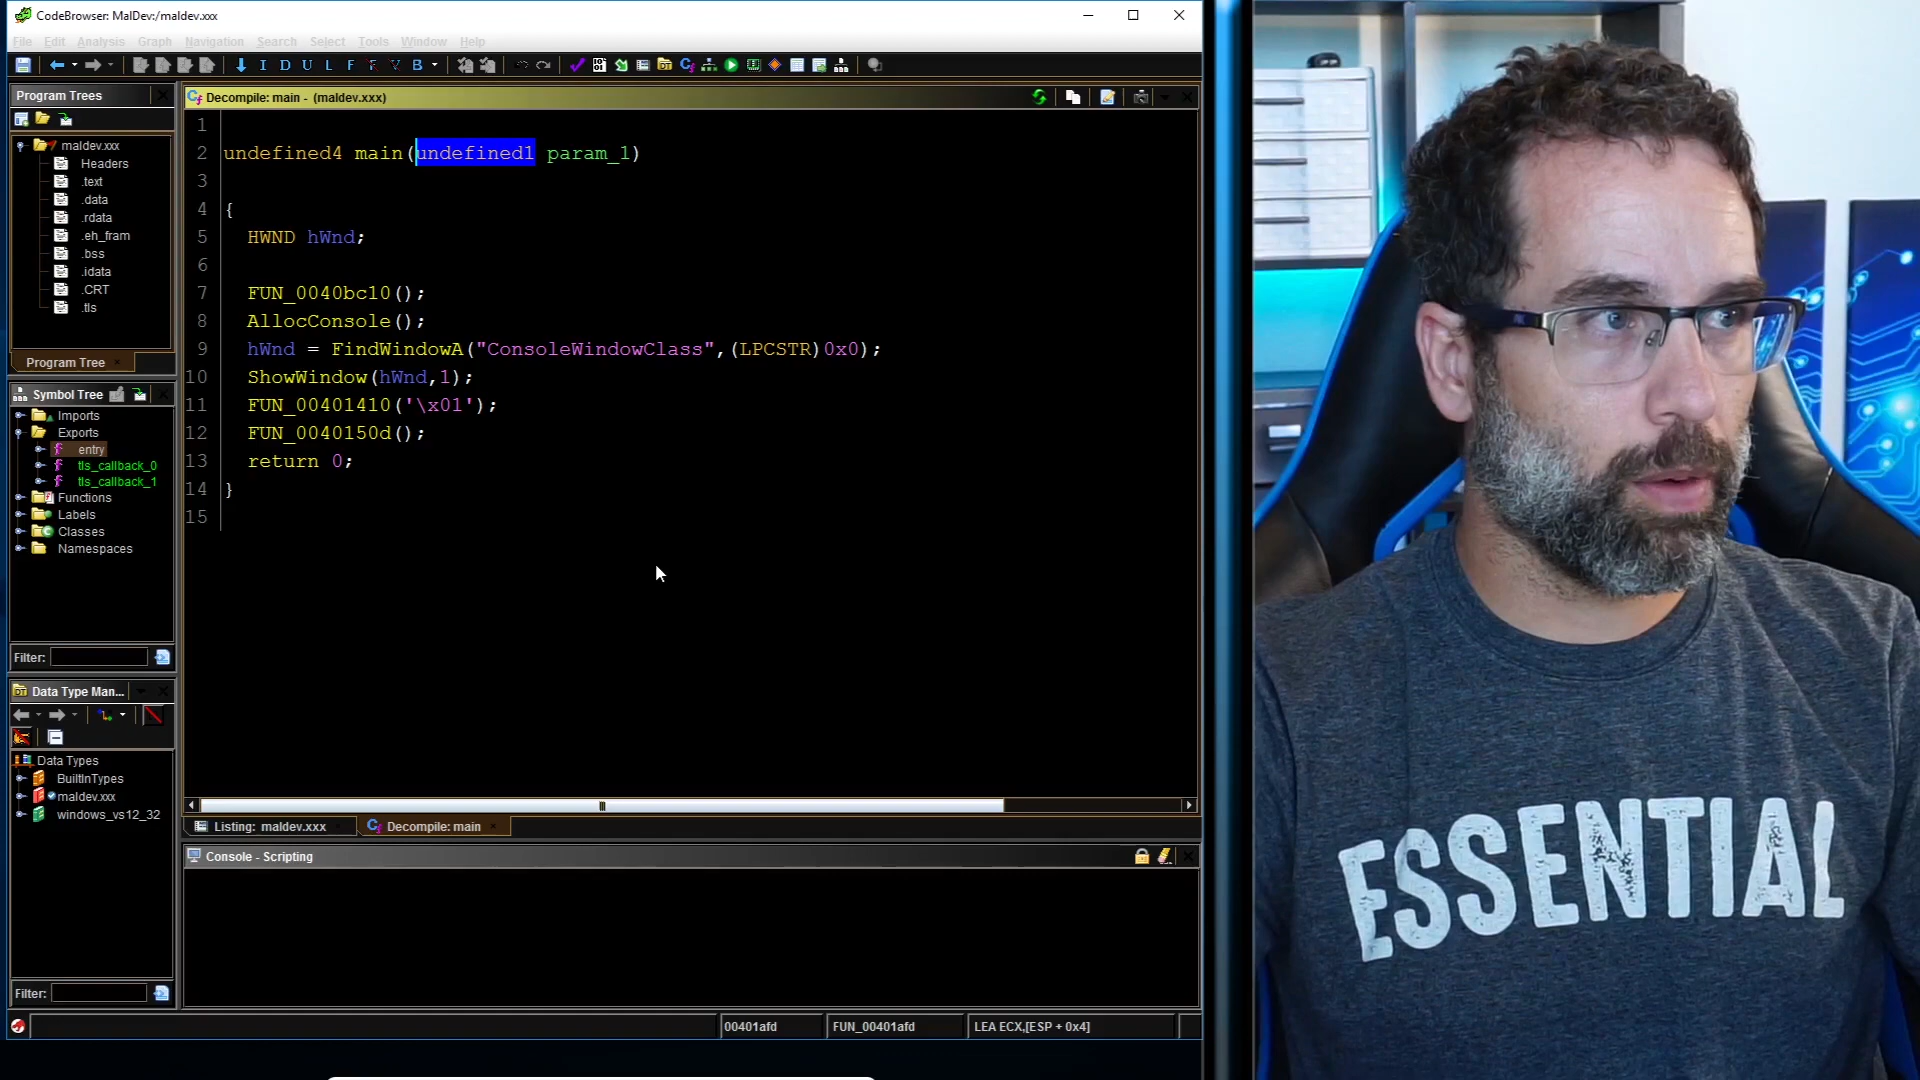 CodeBrowser: MalDev:/maldev.xxx
File Edit Analysis Graph Navigation Search Select Tools Window Help
I D U L F F V B
Program Trees
maldev.xxx
Headers
.text
.data
.rdata
.eh_fram
.bss
.idata
.CRT
.tls
Program Tree
Symbol Tree
Imports
Exports
entry
tls_callback_0
tls_callback_1
Functions
Labels
Classes
Namespaces
Filter:
Data Type Man...
Data Types
BuiltInTypes
maldev.xxx
windows_vs12_32
Filter:
Decompile: main - (maldev.xxx)
1
2 undefined4 main(undefined1 param_1)
3
4 {
5 HWND hWnd;
6
7 FUN_0040bc10();
8 AllocConsole();
9 hWnd = FindWindowA("ConsoleWindowClass",(LPCSTR)0x0);
10 ShowWindow(hWnd,1);
11 FUN_00401410('\x01');
12 FUN_0040150d();
13 return 0;
14 }
15
Listing: maldev.xxx
Decompile: main
Console - Scripting
00401afd
FUN_00401afd
LEA ECX,[ESP + 0x4]
ESSENTIAL